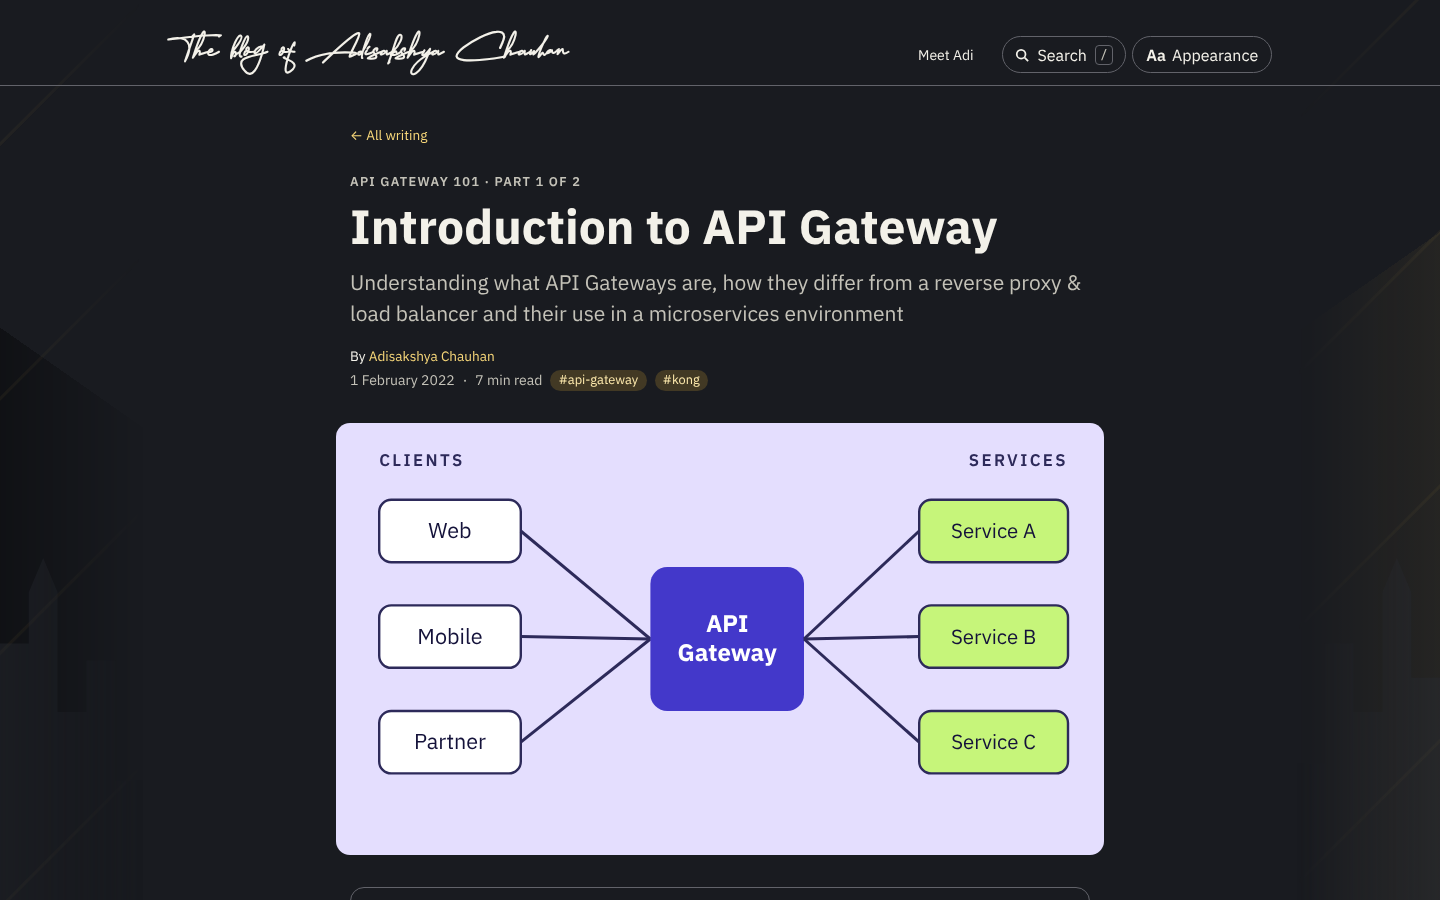 The blog of Adisakshya Chauhan
Meet Adi
Search /
Aa Appearance
← All writing
API GATEWAY 101 · PART 1 OF 2
Introduction to API Gateway
Understanding what API Gateways are, how they differ from a reverse proxy &
load balancer and their use in a microservices environment
By Adisakshya Chauhan
1 February 2022 · 7 min read #api-gateway #kong
CLIENTS
SERVICES
Web
Service A
API
Gateway
Mobile
Service B
Partner
Service C